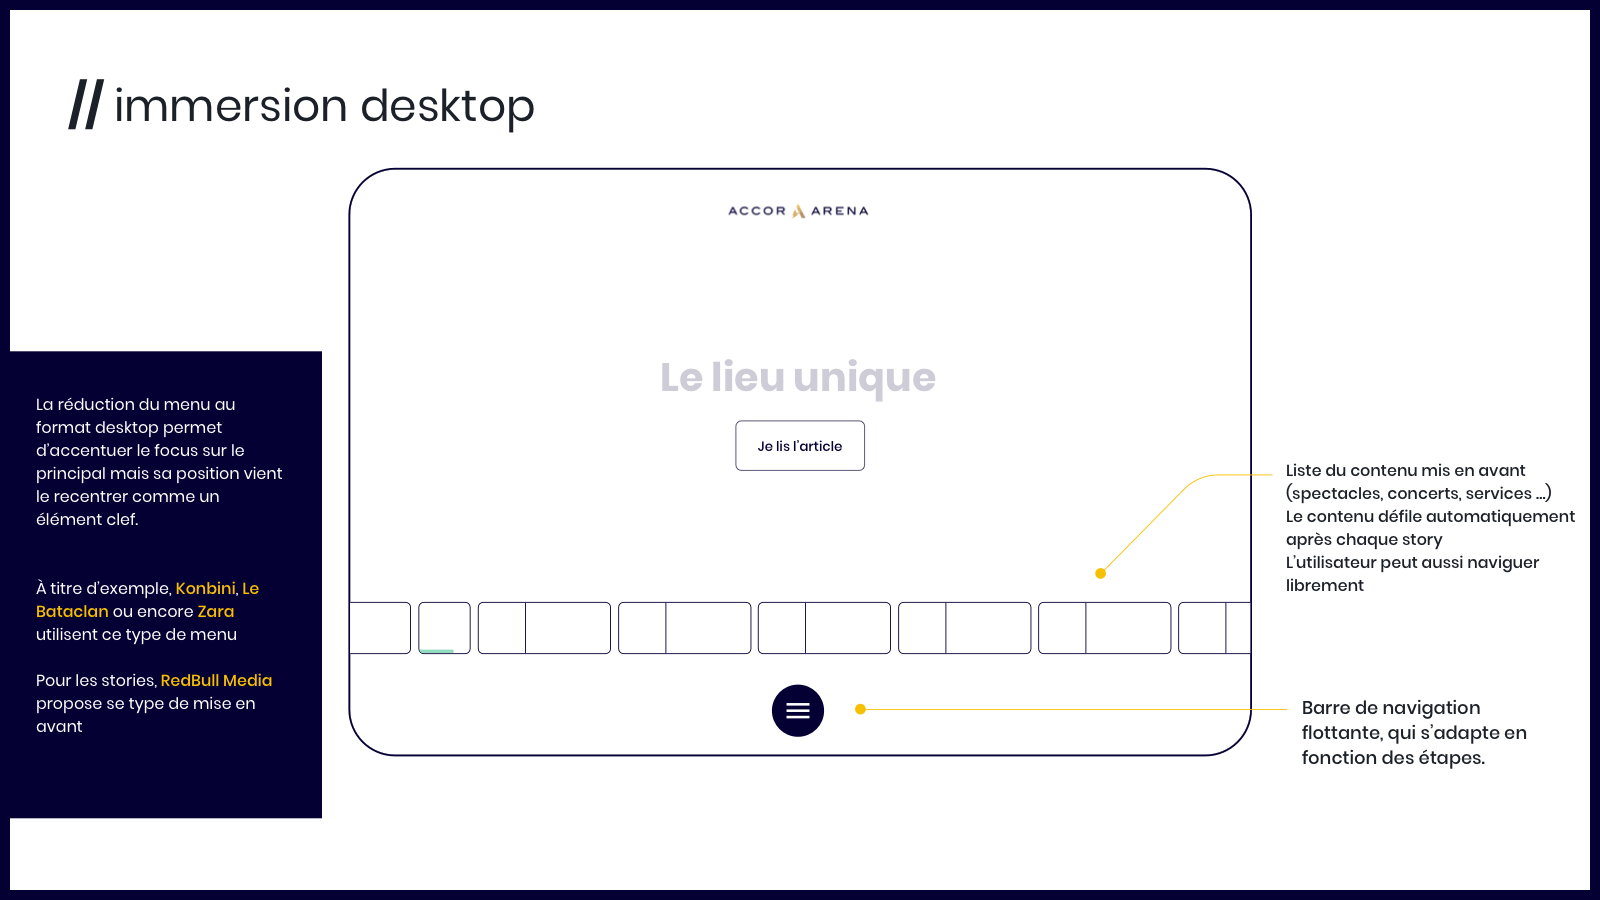 // immersion desktop
ACCOR ARENA
Le lieu unique
Je lis l'article
La réduction du menu au
format desktop permet
d'accentuer le focus sur le
principal mais sa position vient
le recentrer comme un
élément clef.
À titre d'exemple, Konbini, Le
Bataclan ou encore Zara
utilisent ce type de menu
Pour les stories, RedBull Media
propose se type de mise en
avant
Liste du contenu mis en avant
(spectacles, concerts, services ...)
Le contenu défile automatiquement
après chaque story
L'utilisateur peut aussi naviguer
librement
Barre de navigation
flottante, qui s'adapte en
fonction des étapes.